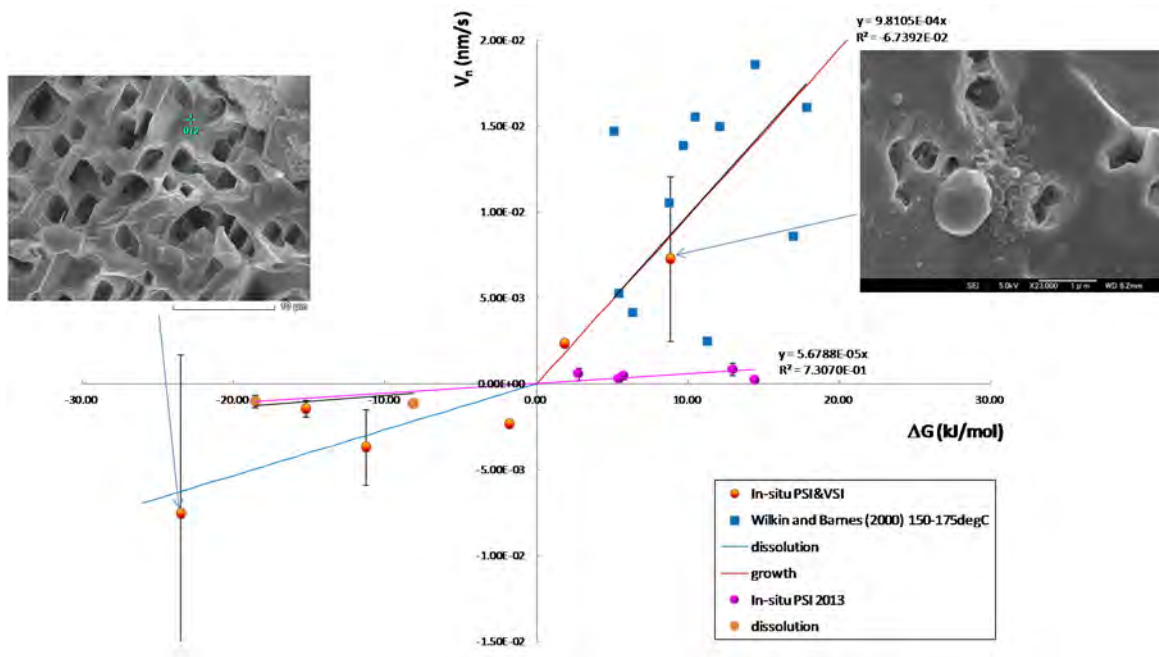 y = 9.8105E-04x
R² = -6.7392E-02
Vn (nm/s)
2.00E-02
1.50E-02
1.00E-02
5.00E-03
0.00E+00
-5.00E-03
-1.00E-02
-1.50E-02
10 µm
SEI 5.0kV X23,000 1µm WD 6.2mm
y = 5.6788E-05x
R² = 7.3070E-01
-30.00 -20.00 -10.00 0.00 10.00 20.00 30.00
ΔG (kJ/mol)
In-situ PSI&VSI
Wilkin and Barnes (2000) 150-175degC
dissolution
growth
In-situ PSI 2013
dissolution